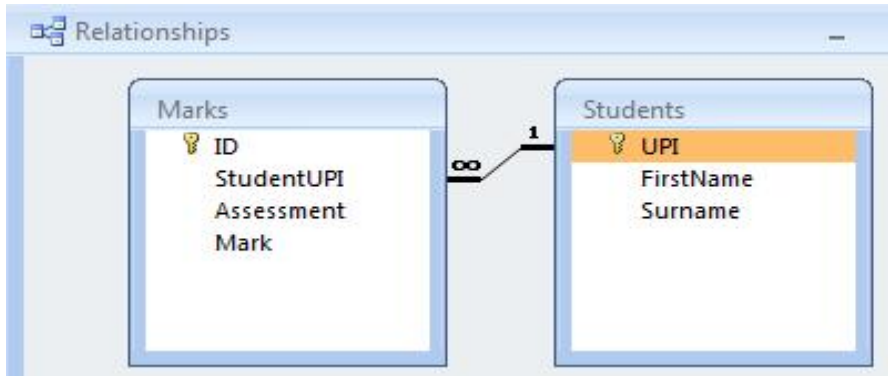 Relationships
Marks
ID
StudentUPI
Assessment
Mark
∞
1
Students
UPI
FirstName
Surname